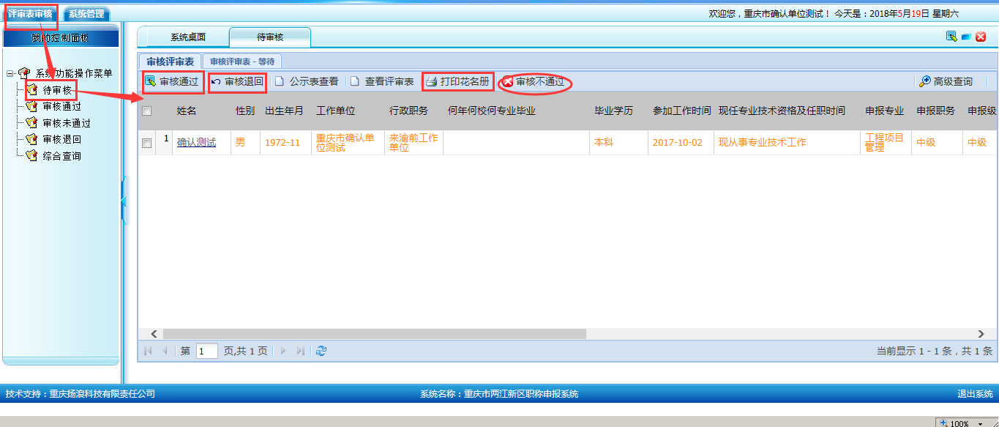 评审表审核 系统管理 欢迎您，重庆市确认单位测试！ 今天是：2018年5月19日 星期六
我的控制面板
系统功能操作菜单
待审核
审核通过
审核未通过
审核退回
综合查询
系统桌面 待审核
审核评审表 审核评审表 - 等待
审核通过 审核退回 公示表查看 查看评审表 打印花名册 审核不通过 高级查询
姓名 性别 出生年月 工作单位 行政职务 何年何校何专业毕业 毕业学历 参加工作时间 现任专业技术资格及任职时间 申报专业 申报职务 申报级
1 确认测试 男 1972-11 重庆市确认单位测试 来渝前工作单位 本科 2017-10-02 现从事专业技术工作 工程项目管理 中级 中级
第 1 页,共 1 页 当前显示 1 - 1 条，共 1 条
技术支持：重庆扬浪科技有限责任公司 系统名称：重庆市两江新区职称申报系统 退出系统
100%